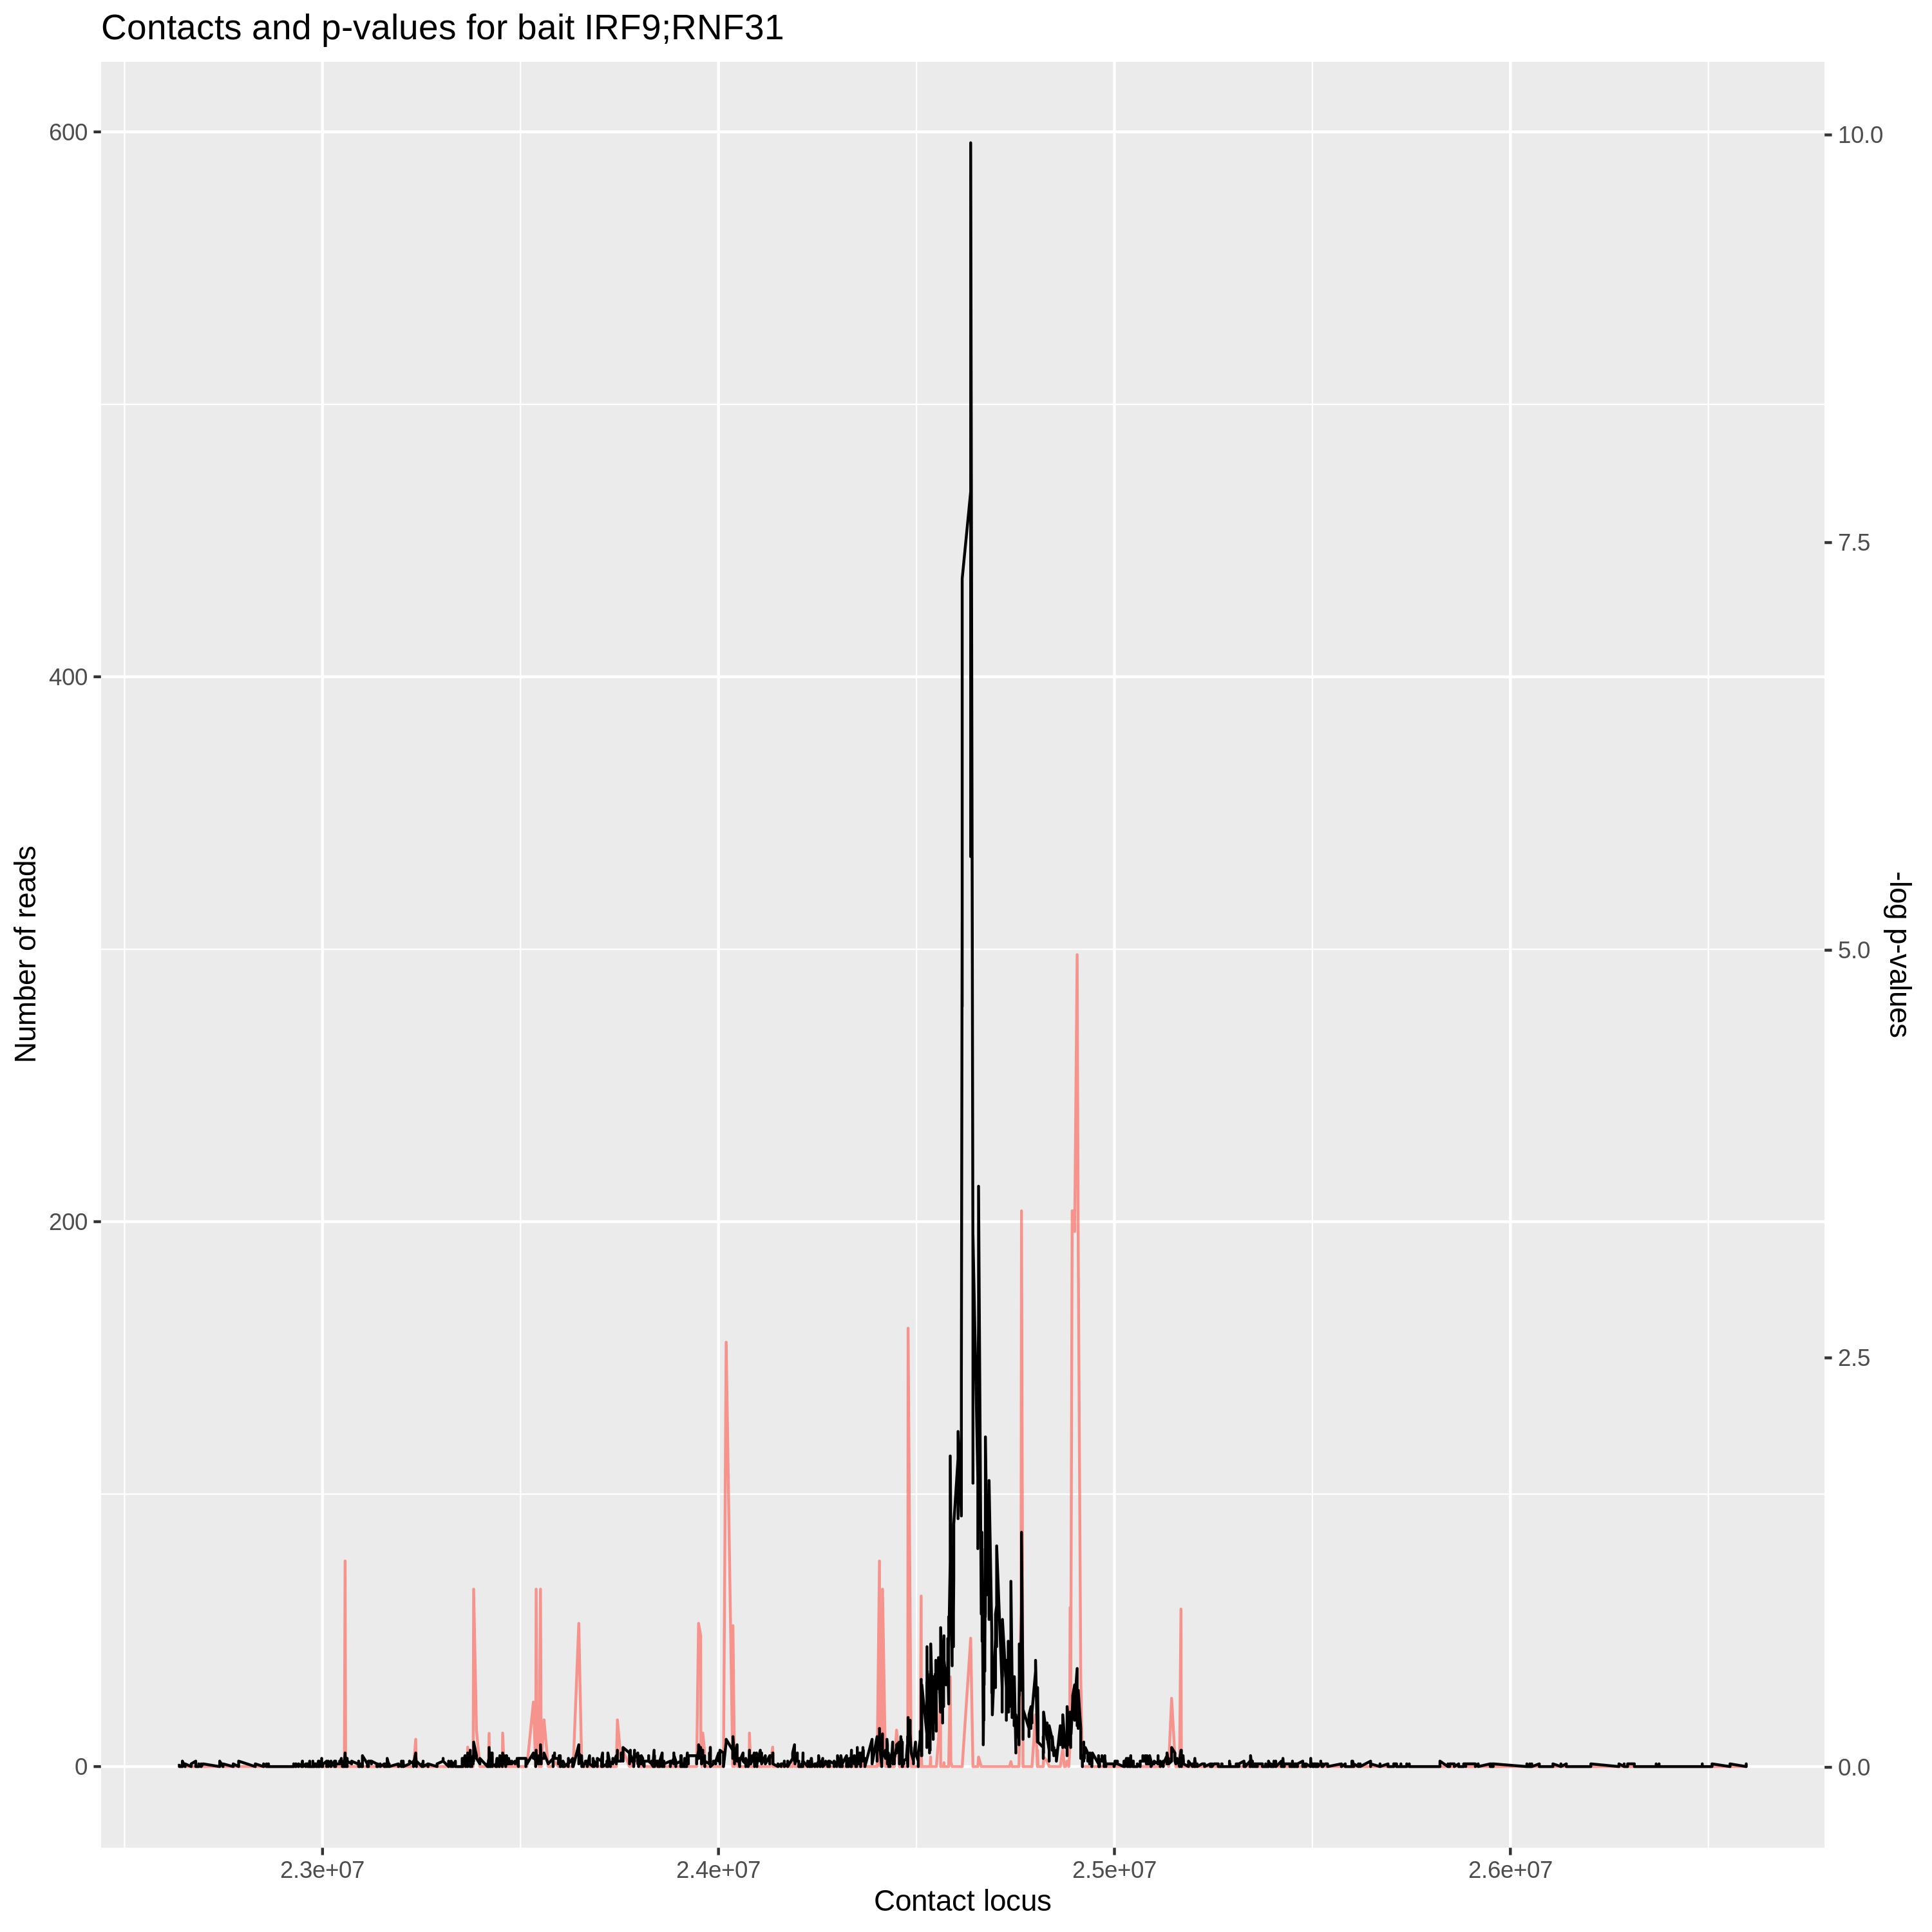 Contacts and p-values for bait IRF9;RNF31
600
400
200
0
Number of reads
10.0
7.5
5.0
2.5
0.0
-log p-values
2.3e+07
2.4e+07
2.5e+07
2.6e+07
Contact locus